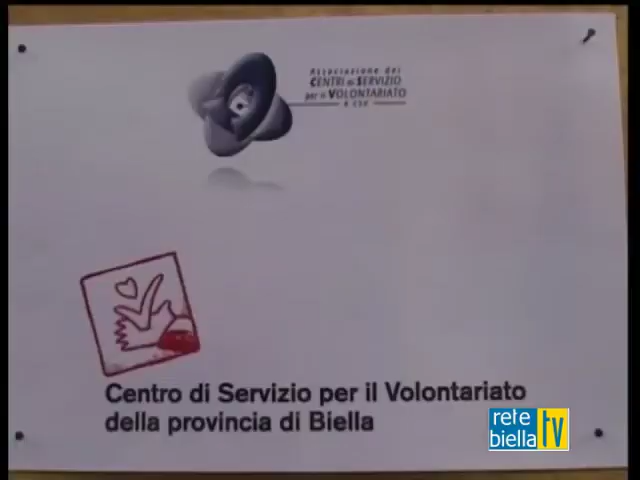 Associazione dei
CENTRI di SERVIZIO
per il VOLONTARIATO
Centro di Servizio per il Volontariato
della provincia di Biella
rete
biella tv